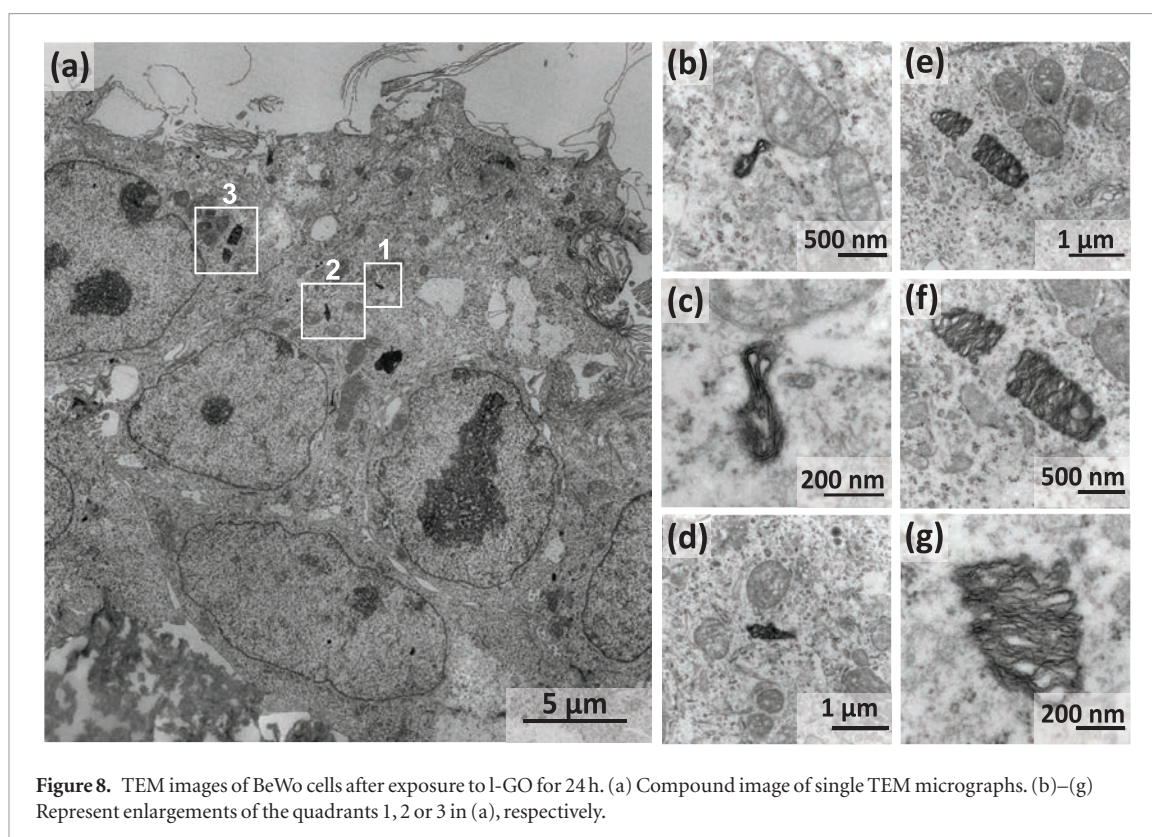 (a)
3
1
2
5 µm
(b)
500 nm
(c)
200 nm
(d)
1 µm
(e)
1 µm
(f)
500 nm
(g)
200 nm
Figure 8. TEM images of BeWo cells after exposure to l-GO for 24 h. (a) Compound image of single TEM micrographs. (b)–(g)
Represent enlargements of the quadrants 1, 2 or 3 in (a), respectively.